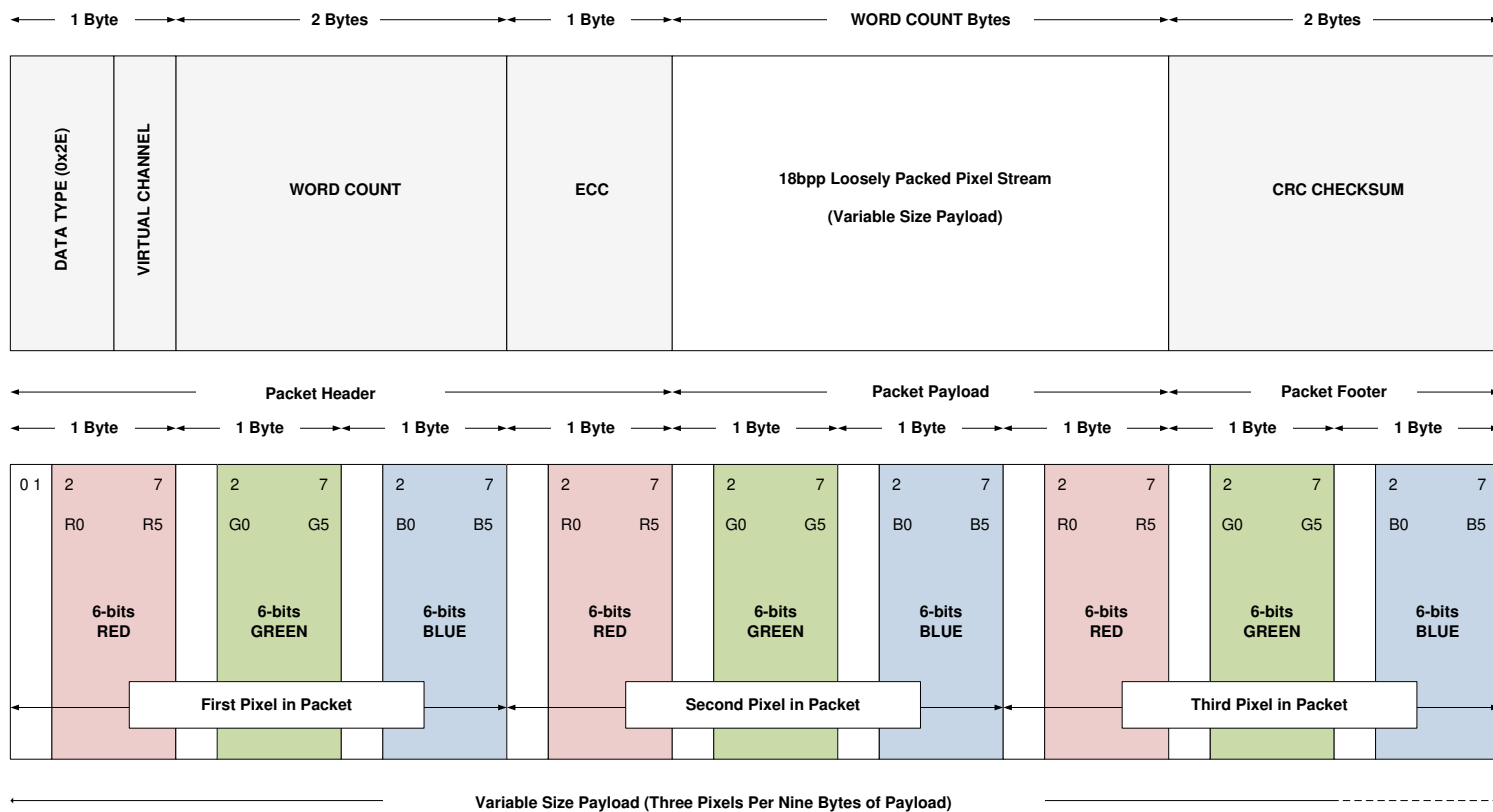 1 Byte 2 Bytes 1 Byte WORD COUNT Bytes 2 Bytes
DATA TYPE (0x2E)
VIRTUAL CHANNEL
WORD COUNT
ECC
18bpp Loosely Packed Pixel Stream
(Variable Size Payload)
CRC CHECKSUM
Packet Header Packet Payload Packet Footer
1 Byte 1 Byte 1 Byte 1 Byte 1 Byte 1 Byte 1 Byte 1 Byte 1 Byte
0 1 2 7 2 7 2 7 2 7 2 7 2 7 2 7 2 7 2 7
R0 R5 G0 G5 B0 B5 R0 R5 G0 G5 B0 B5 R0 R5 G0 G5 B0 B5
6-bits 6-bits 6-bits 6-bits 6-bits 6-bits 6-bits 6-bits 6-bits
RED GREEN BLUE RED GREEN BLUE RED GREEN BLUE
First Pixel in Packet Second Pixel in Packet Third Pixel in Packet
Variable Size Payload (Three Pixels Per Nine Bytes of Payload)